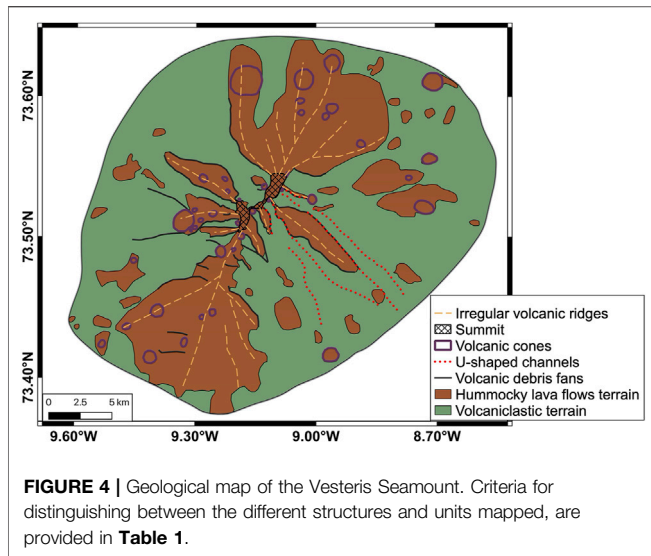 73.60°N
73.50°N
73.40°N
Irregular volcanic ridges
Summit
Volcanic cones
U-shaped channels
Volcanic debris fans
Hummocky lava flows terrain
Volcaniclastic terrain
0 2.5 5 km
9.60°W 9.30°W 9.00°W 8.70°W
FIGURE 4 | Geological map of the Vesteris Seamount. Criteria for
distinguishing between the different structures and units mapped, are
provided in Table 1.